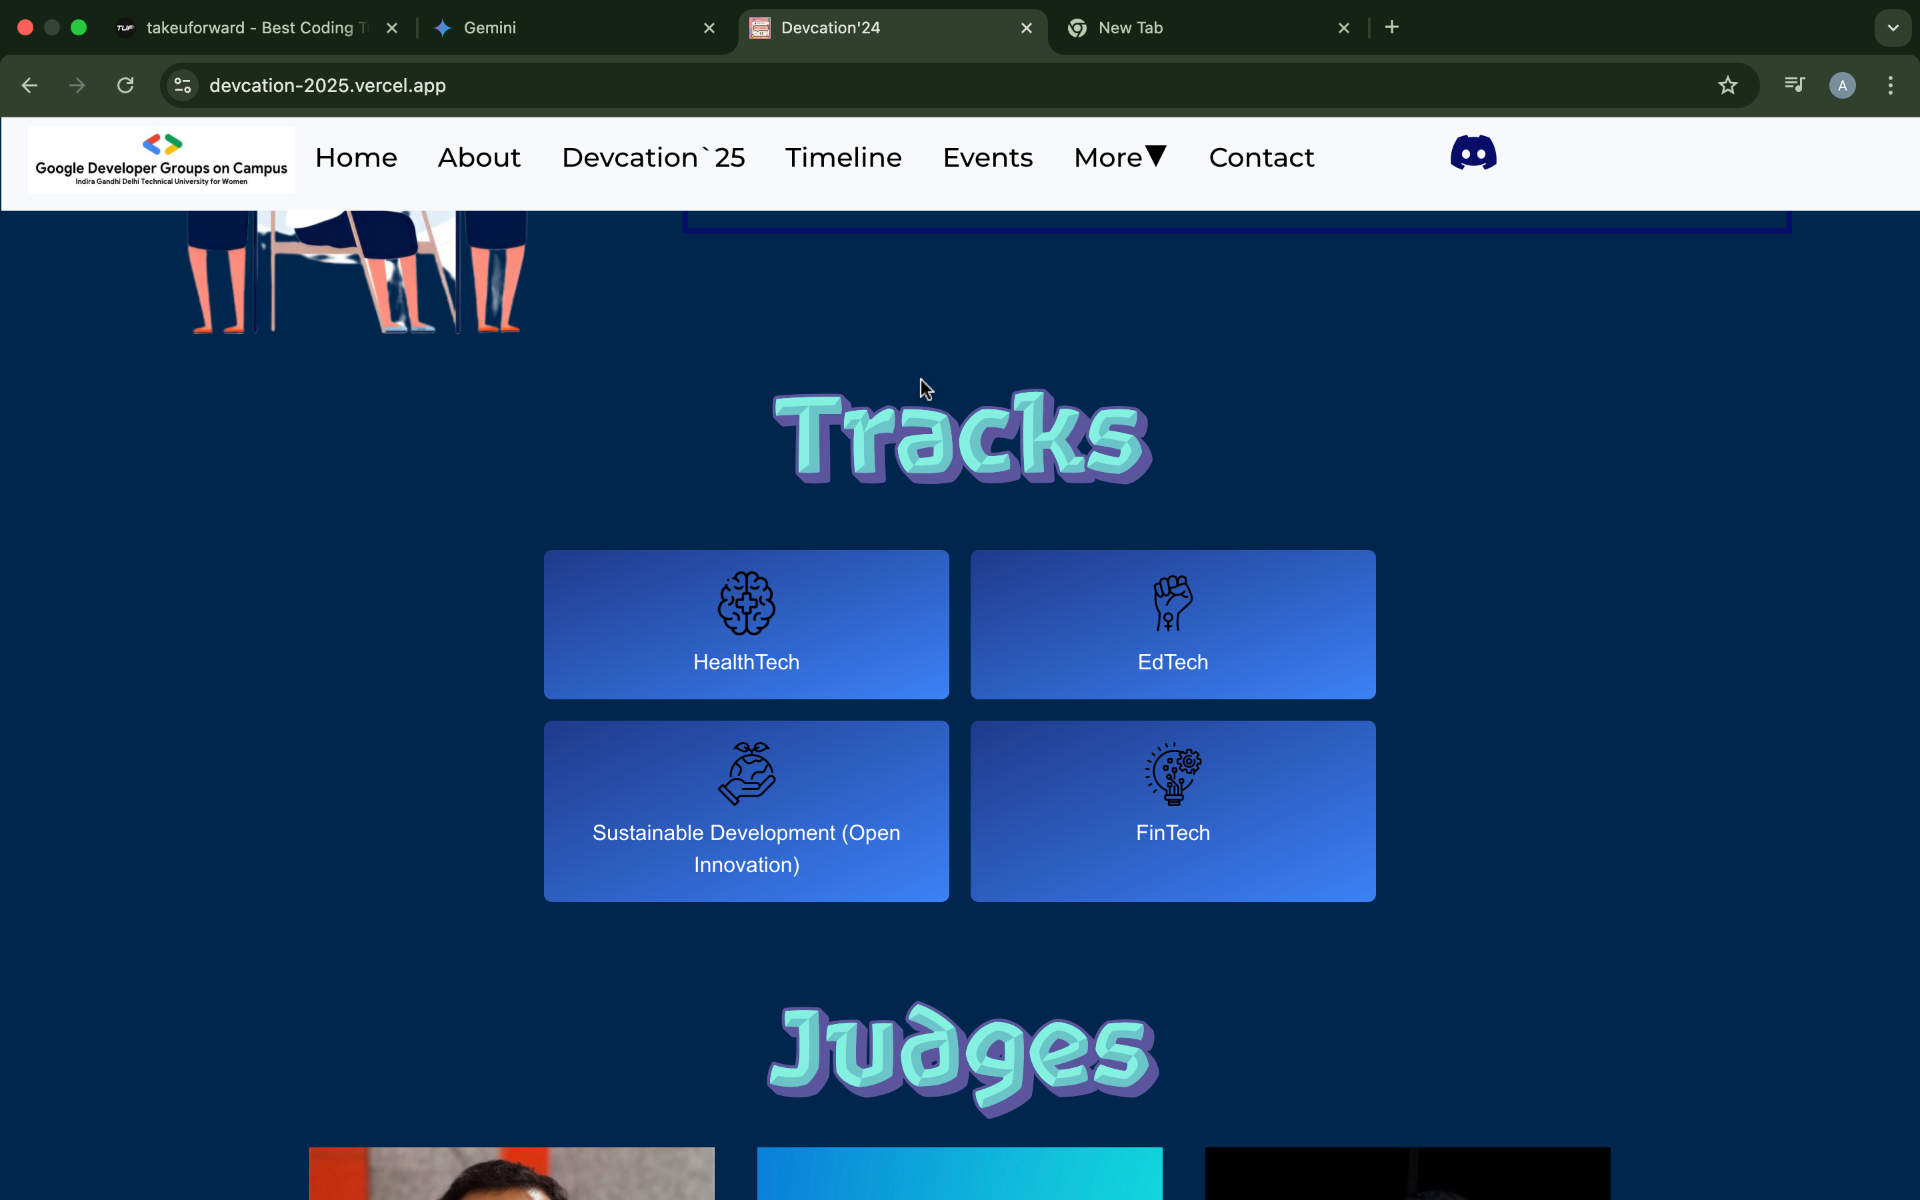 takeuforward - Best Coding
Gemini
Devcation'24
New Tab
devcation-2025.vercel.app
A
Google Developer Groups on Campus
Indira Gandhi Delhi Technical University for Women
Home
About
Devcation`25
Timeline
Events
More▼
Contact
Tracks
HealthTech
EdTech
Sustainable Development (Open
Innovation)
FinTech
Judges